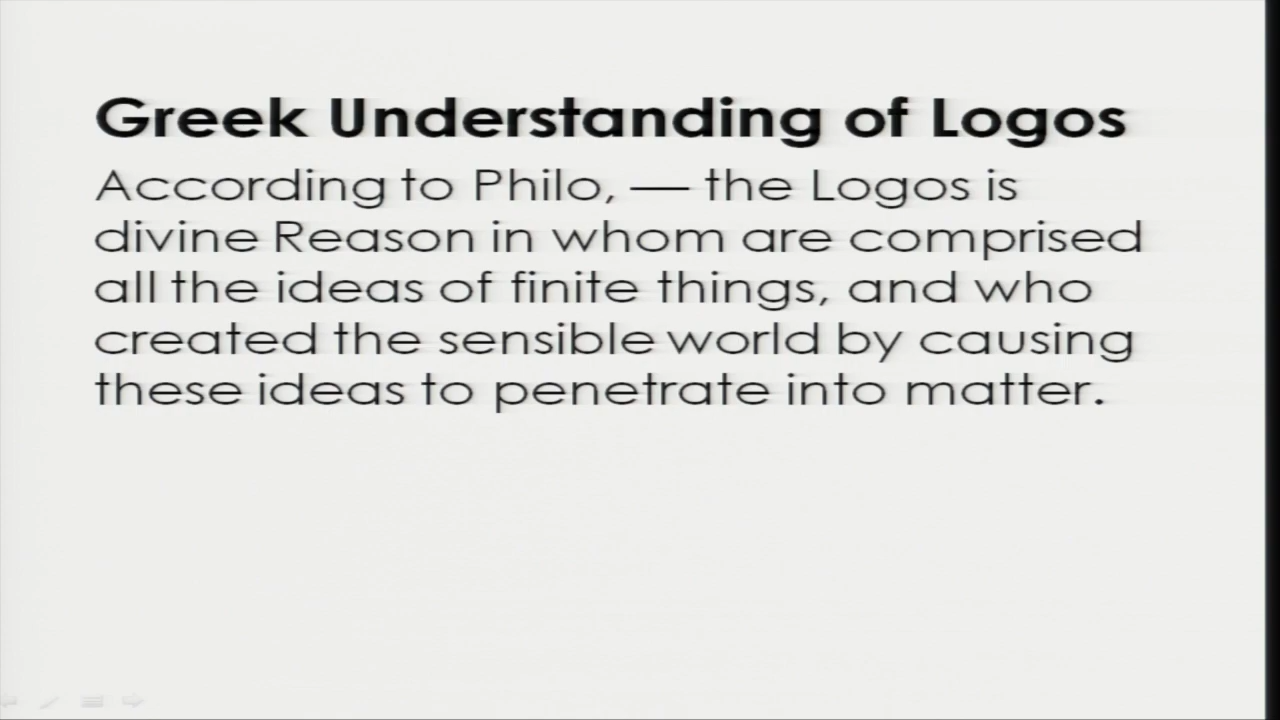 Greek Understanding of Logos
According to Philo, — the Logos is
divine Reason in whom are comprised
all the ideas of finite things, and who
created the sensible world by causing
these ideas to penetrate into matter.